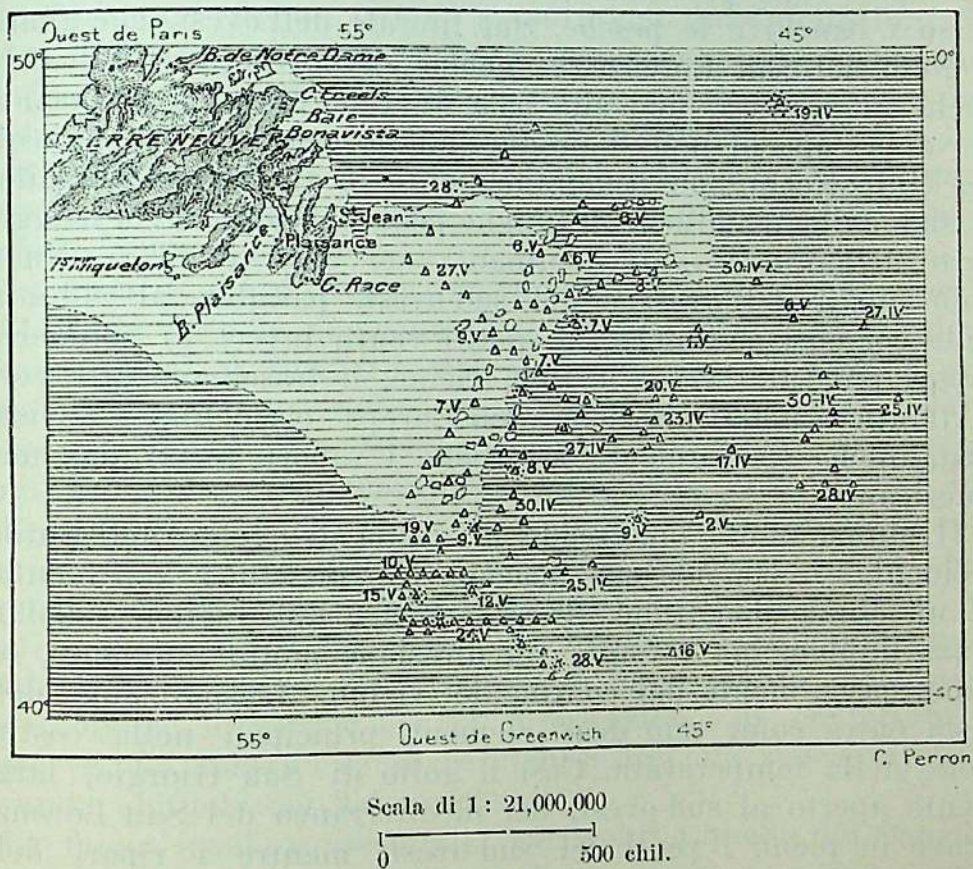 Ouest de Paris 55° 45°
50° 50°
B. de Notre Dame
C. Freels
Baie
TERRE NEUVE
Bonavista
19.IV
28.
6.V
St Jean
Plaisance
B. Plaisance
C. Race
6.V 6.V
27.V
30.IV
6.V 27.IV
9.V 7.V 1.V
7.V
20.V
30.IV
25.IV
7.V
23.IV
27.IV
17.IV
8.V
28.IV
30.IV
19.V 9.V 9.V 2.V
10.V
25.IV
15.V
12.V
24.V
16.V
28.V
40° 40°
55° Ouest de Greenwich 45°
C. Perron
Scala di 1 : 21,000,000
0 500 chil.